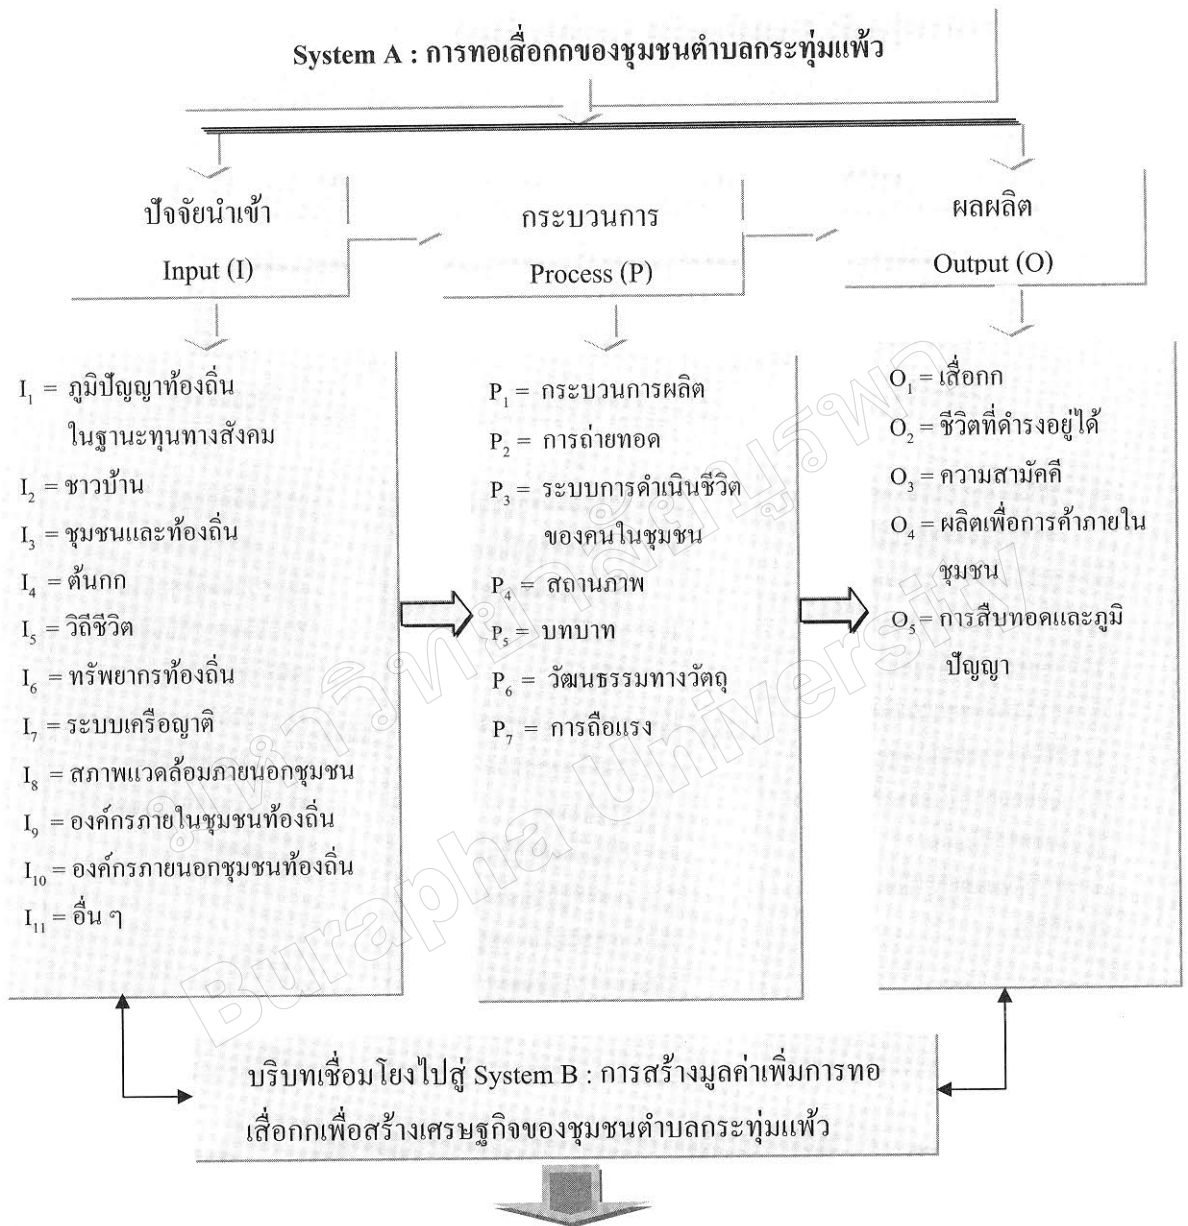 System A : การทอเสื่อกกของชุมชนตำบลกระทุ่มแพ้ว
ปัจจัยนำเข้า
Input (I)
กระบวนการ
Process (P)
ผลผลิต
Output (O)
I1 = ภูมิปัญญาท้องถิ่น
ในฐานะทุนทางสังคม
I2 = ชาวบ้าน
I3 = ชุมชนและท้องถิ่น
I4 = ต้นกก
I5 = วิถีชีวิต
I6 = ทรัพยากรท้องถิ่น
I7 = ระบบเครือญาติ
I8 = สภาพแวดล้อมภายนอกชุมชน
I9 = องค์กรภายในชุมชนท้องถิ่น
I10 = องค์กรภายนอกชุมชนท้องถิ่น
I11 = อื่น ๆ
P1 = กระบวนการผลิต
P2 = การถ่ายทอด
P3 = ระบบการดำเนินชีวิต
ของคนในชุมชน
P4 = สถานภาพ
P5 = บทบาท
P6 = วัฒนธรรมทางวัตถุ
P7 = การถือแรง
O1 = เสื่อกก
O2 = ชีวิตที่ดำรงอยู่ได้
O3 = ความสามัคคี
O4 = ผลิตเพื่อการค้าภายใน
ชุมชน
O5 = การสืบทอดและภูมิ
ปัญญา
บริบทเชื่อมโยงไปสู่ System B : การสร้างมูลค่าเพิ่มการทอ
เสื่อกกเพื่อสร้างเศรษฐกิจของชุมชนตำบลกระทุ่มแพ้ว
มหาวิทยาลัยบูรพา
Burapha University